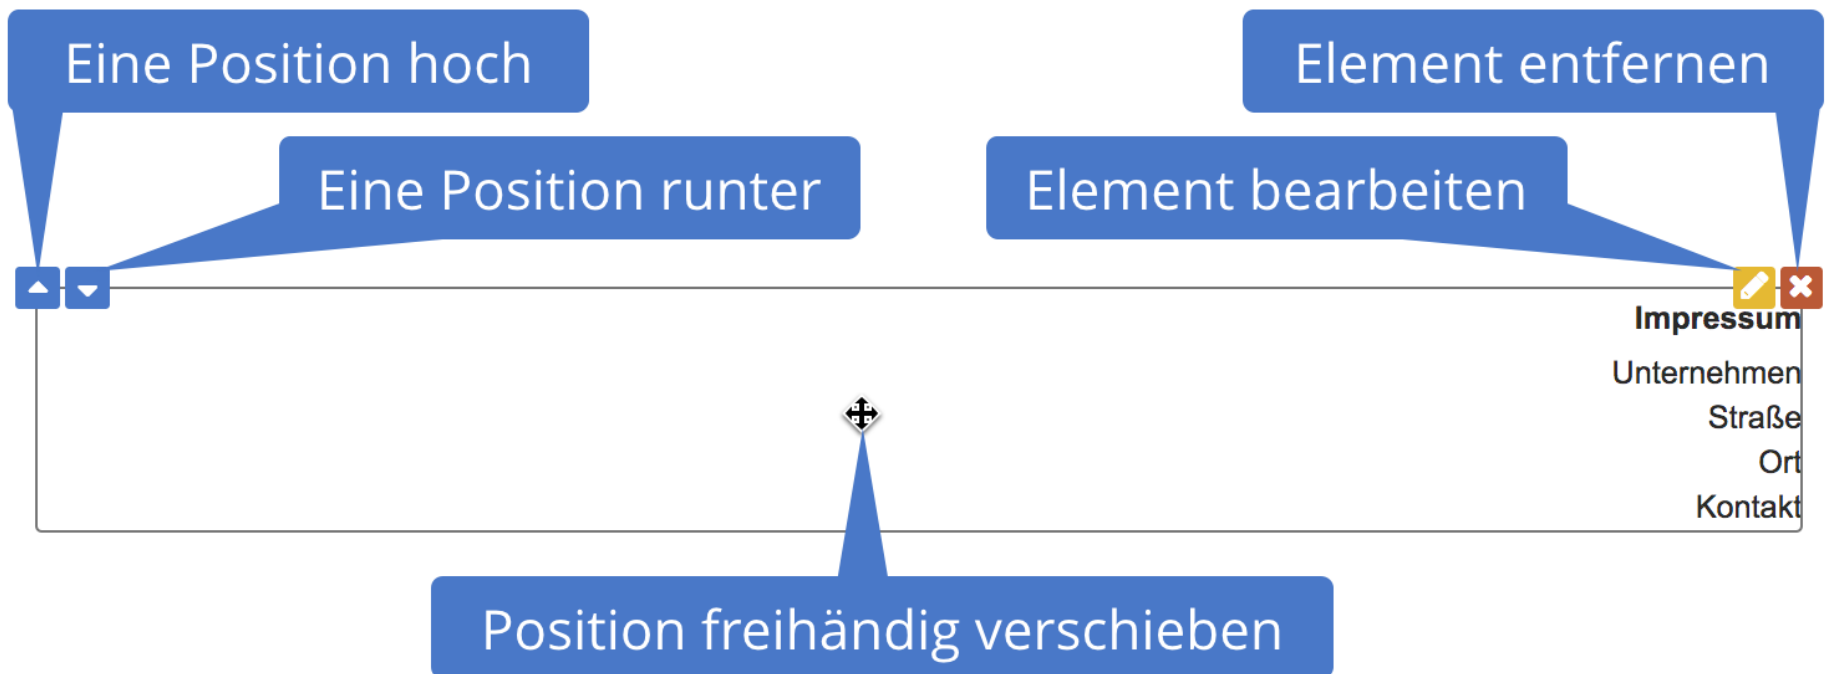 Eine Position hoch
Element entfernen
Eine Position runter
Element bearbeiten
Impressum
Unternehmen
Straße
Ort
Kontakt
Position freihändig verschieben